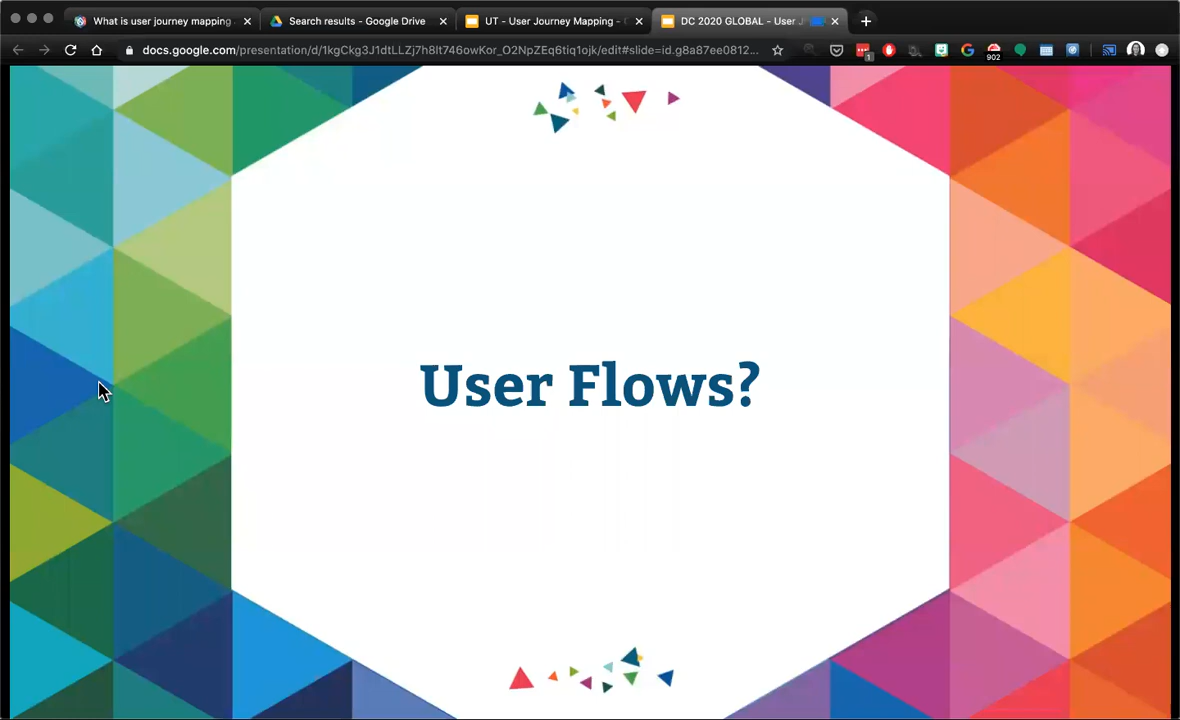 What is user journey mapping
Search results - Google Drive
UT - User Journey Mapping -
DC 2020 GLOBAL - User
docs.google.com/presentation/d/1kgCkg3J1dtLLZj7h8lt746owKor_O2NpZEq6tiq1ojk/edit#slide=id.g8a87ee0812...
1
902
User Flows?